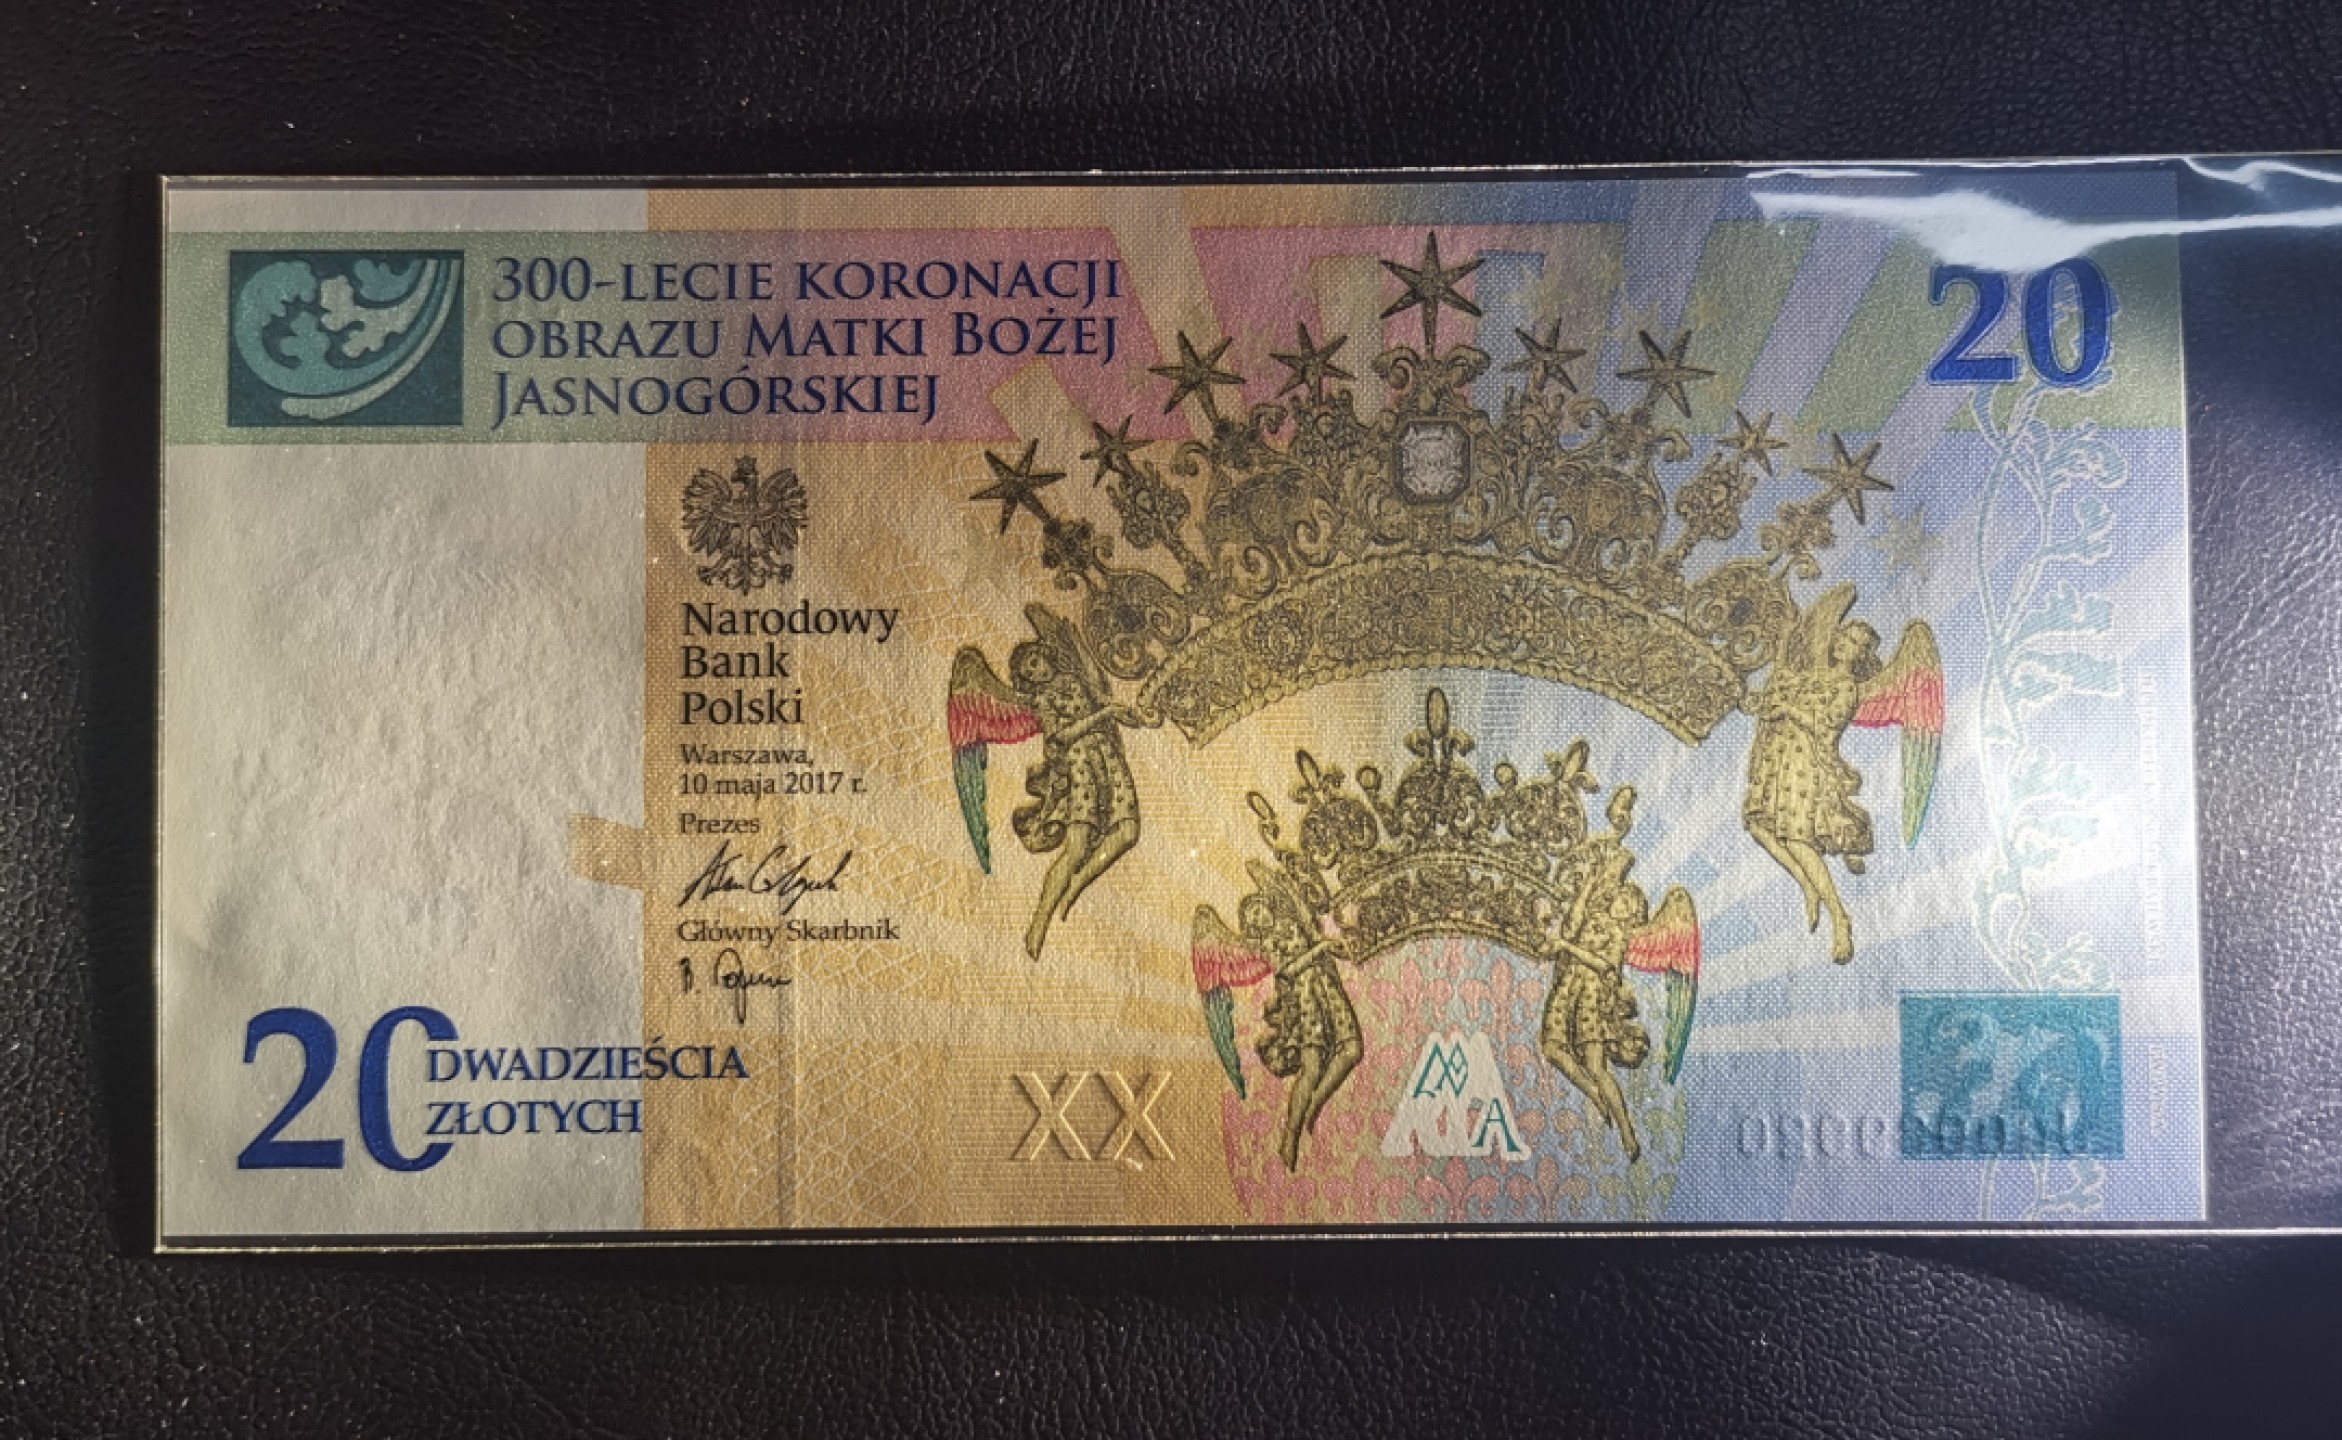 300-LECIE KORONACJI
OBRAZU MATKI BOŻEJ
JASNOGÓRSKIEJ
20
Narodowy
Bank
Polski
Warszawa,
10 maja 2017 r.
Prezes
Główny Skarbnik
20
DWADZIEŚCIA
ZŁOTYCH
XX